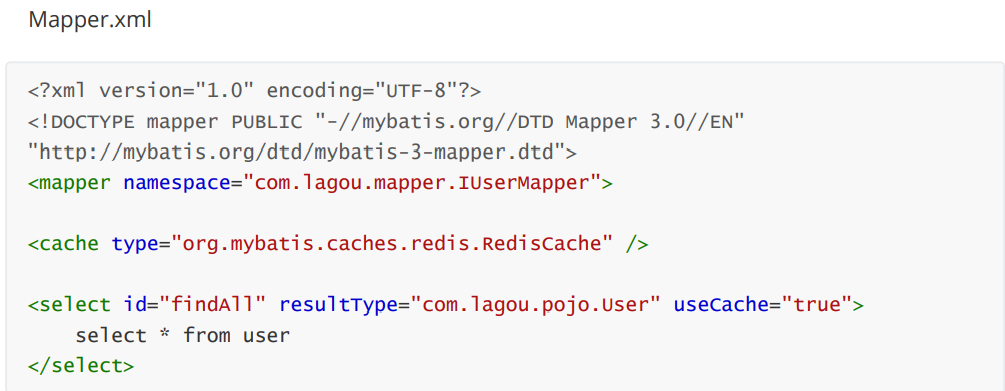 Mapper.xml
<?xml version="1.0" encoding="UTF-8"?>
<!DOCTYPE mapper PUBLIC "-//mybatis.org//DTD Mapper 3.0//EN"
"http://mybatis.org/dtd/mybatis-3-mapper.dtd">
<mapper namespace="com.lagou.mapper.IUserMapper">
<cache type="org.mybatis.caches.redis.RedisCache" />
<select id="findAll" resultType="com.lagou.pojo.User" useCache="true">
    select * from user
</select>